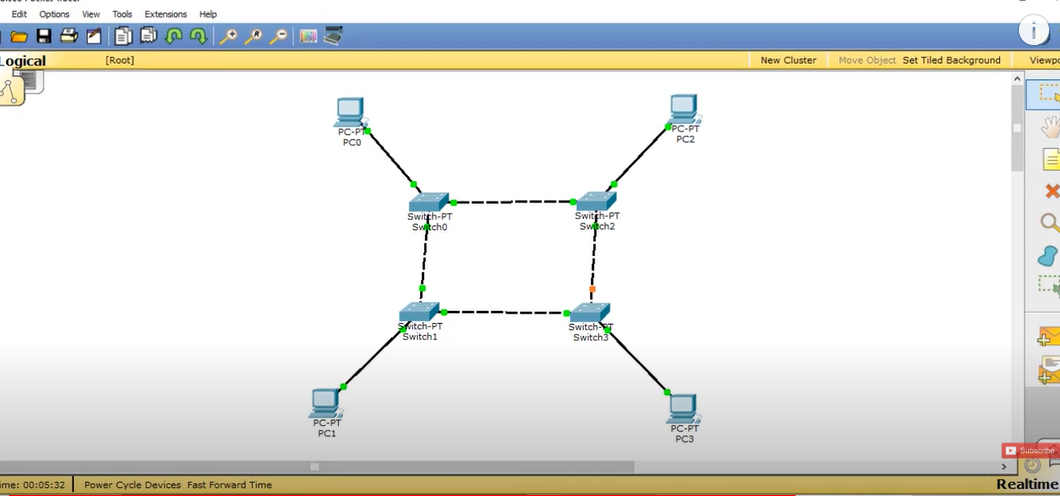 Edit Options View Tools Extensions Help
Logical [Root] New Cluster Move Object Set Tiled Background
PC-PT
PC0
PC-PT
PC2
Switch-PT
Switch0
Switch-PT
Switch2
Switch-PT
Switch1
Switch-PT
Switch3
PC-PT
PC1
PC-PT
PC3
Subscribe
Power Cycle Devices Fast Forward Time
00:05:32
Realtime